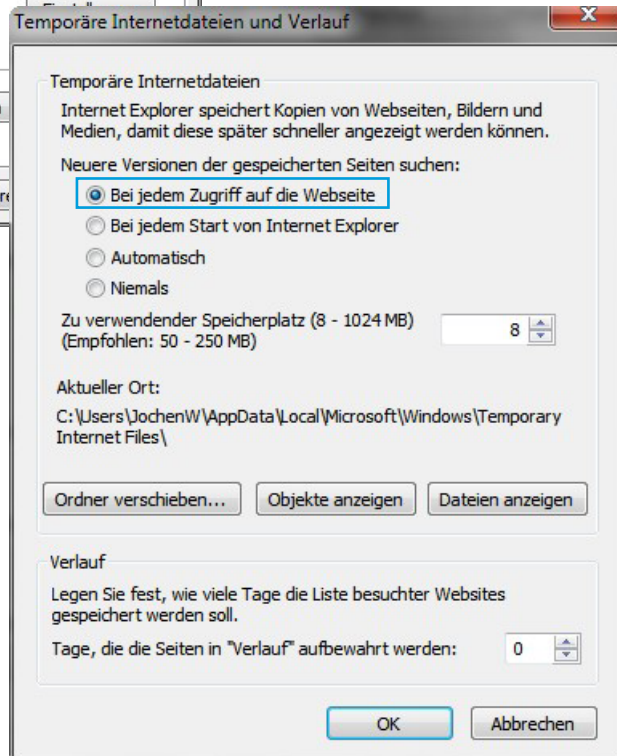 Temporäre Internetdateien und Verlauf
Temporäre Internetdateien
Internet Explorer speichert Kopien von Webseiten, Bildern und
Medien, damit diese später schneller angezeigt werden können.
Neuere Versionen der gespeicherten Seiten suchen:
Bei jedem Zugriff auf die Webseite
Bei jedem Start von Internet Explorer
Automatisch
Niemals
Zu verwendender Speicherplatz (8 - 1024 MB) 8
(Empfohlen: 50 - 250 MB)
Aktueller Ort:
C:\Users\JochenW\AppData\Local\Microsoft\Windows\Temporary
Internet Files\
Ordner verschieben... Objekte anzeigen Dateien anzeigen
Verlauf
Legen Sie fest, wie viele Tage die Liste besuchter Websites
gespeichert werden soll.
Tage, die die Seiten in "Verlauf" aufbewahrt werden: 0
OK Abbrechen